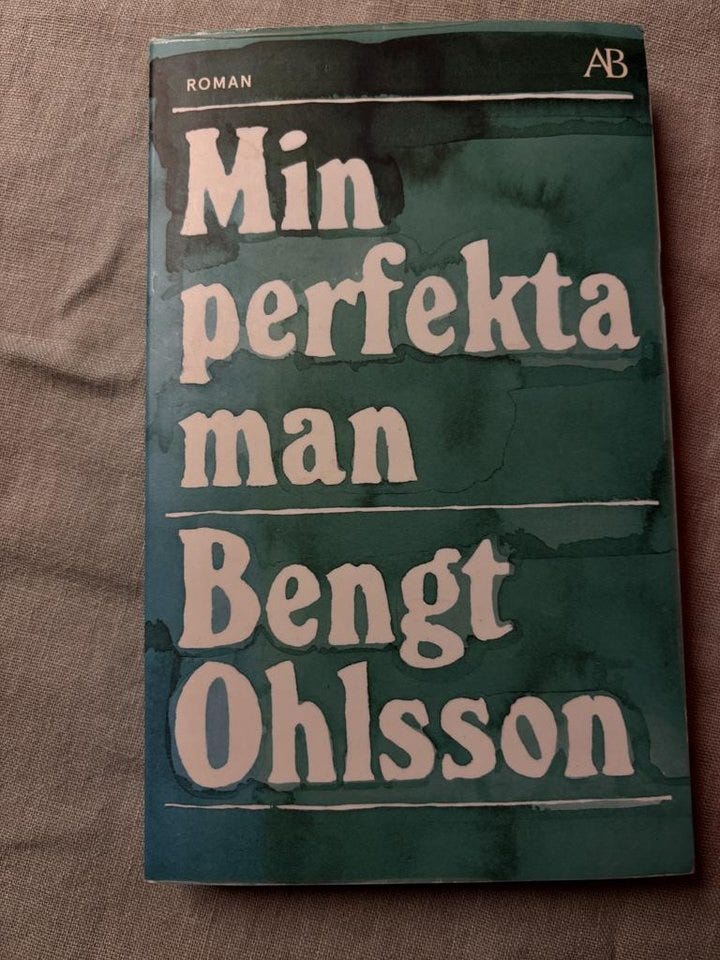 ROMAN
AB
Min
perfekta
man
Bengt
Ohlsson